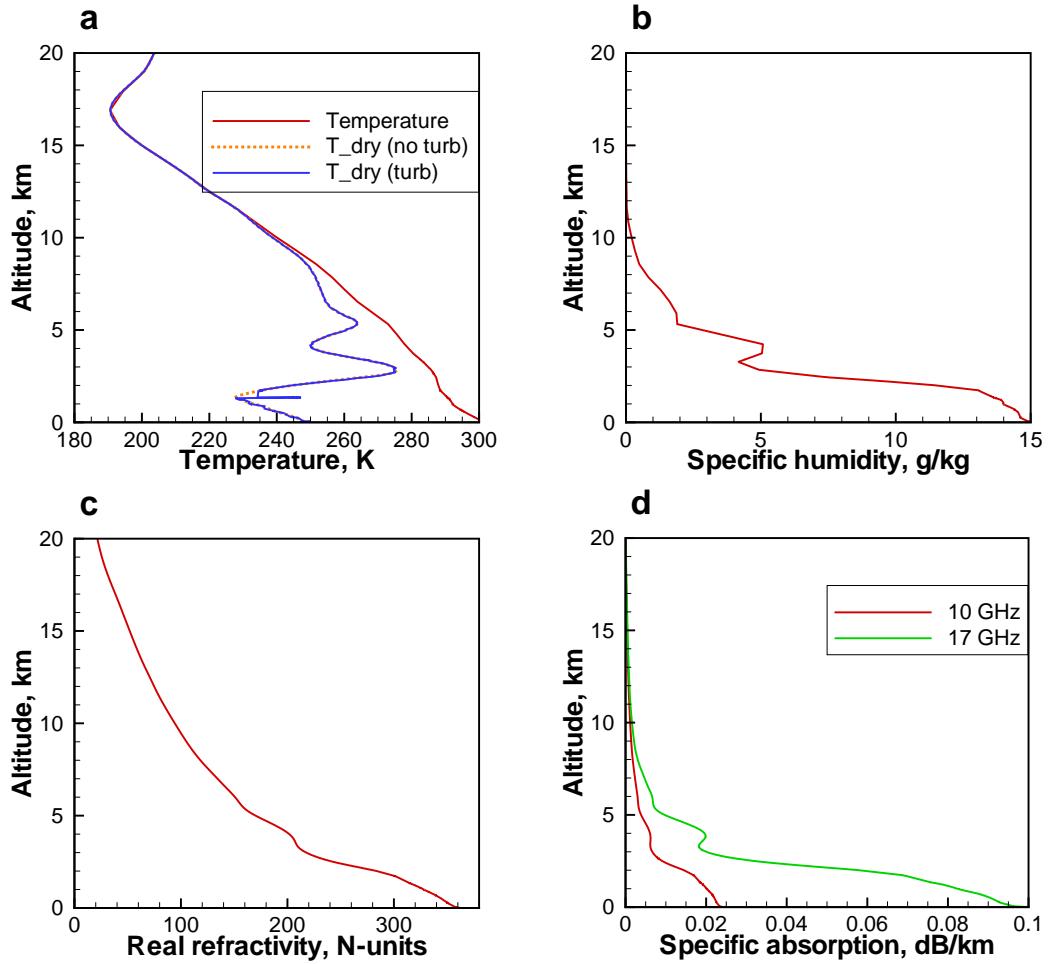 a
20
15
10
5
0
Altitude, km
Temperature
T_dry (no turb)
T_dry (turb)
180 200 220 240 260 280 300
Temperature, K
b
20
15
10
5
0
Altitude, km
0 5 10 15
Specific humidity, g/kg
c
20
15
10
5
0
Altitude, km
0 100 200 300
Real refractivity, N-units
d
20
15
10
5
0
Altitude, km
10 GHz
17 GHz
0 0.02 0.04 0.06 0.08 0.1
Specific absorption, dB/km